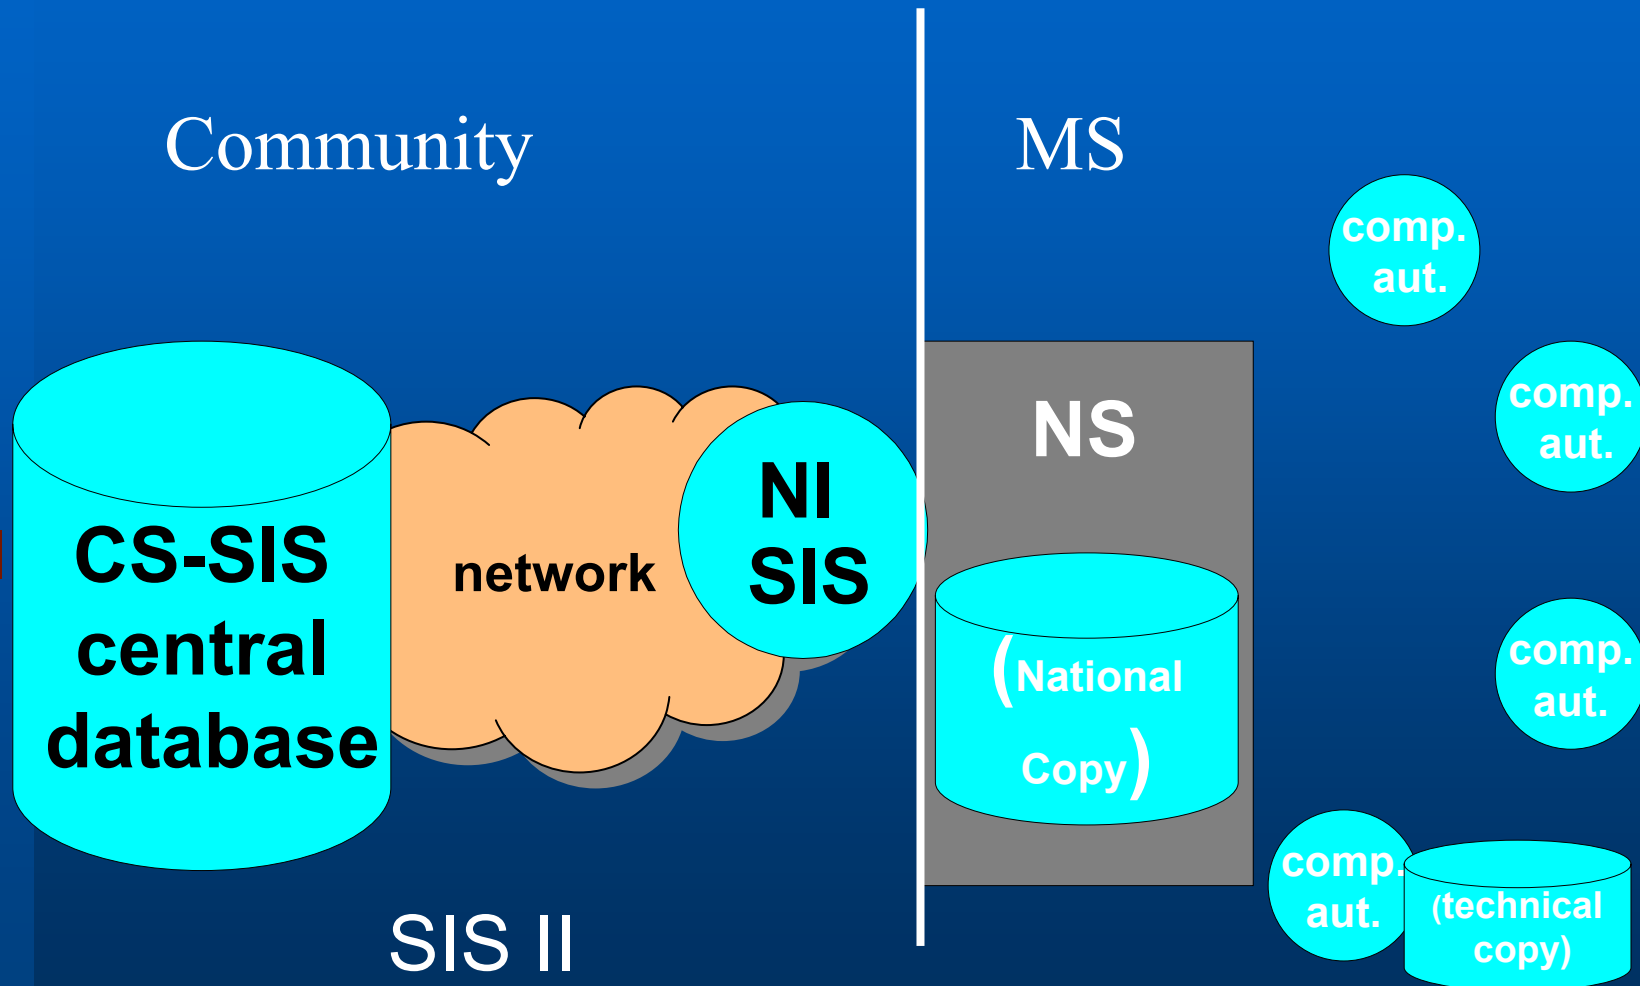 Community
MS
comp.
aut.
comp.
aut.
NS
NI
SIS
CS-SIS
central
database
network
(National
Copy)
comp.
aut.
comp.
aut.
(technical
copy)
SIS II